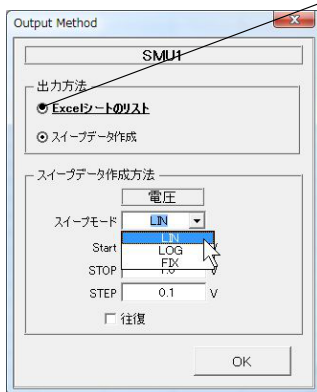 Output Method
SMU1
出力方法
Excelシートのリスト
スイープデータ作成
スイープデータ作成方法
電圧
スイープモード LIN
LIN
Start LOG
FIX
STOP V
STEP 0.1 V
往復
OK